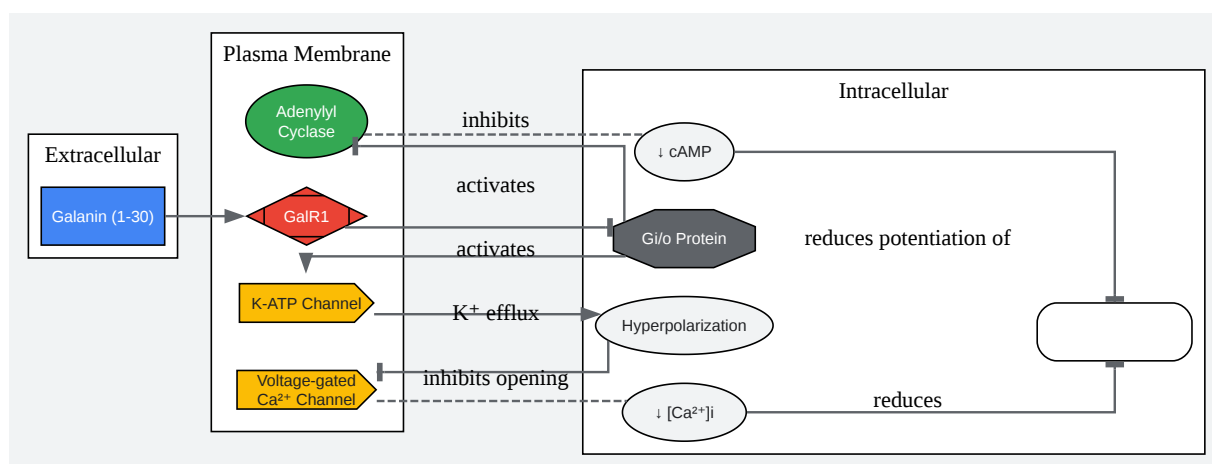 Plasma Membrane
Intracellular
Adenylyl
Cyclase
inhibits
↓ cAMP
Extracellular
activates
Galanin (1-30)
GalR1
Gi/o Protein
reduces potentiation of
activates
K-ATP Channel
K⁺ efflux
Hyperpolarization
Voltage-gated
Ca²⁺ Channel
inhibits opening
↓ [Ca²⁺]i
reduces